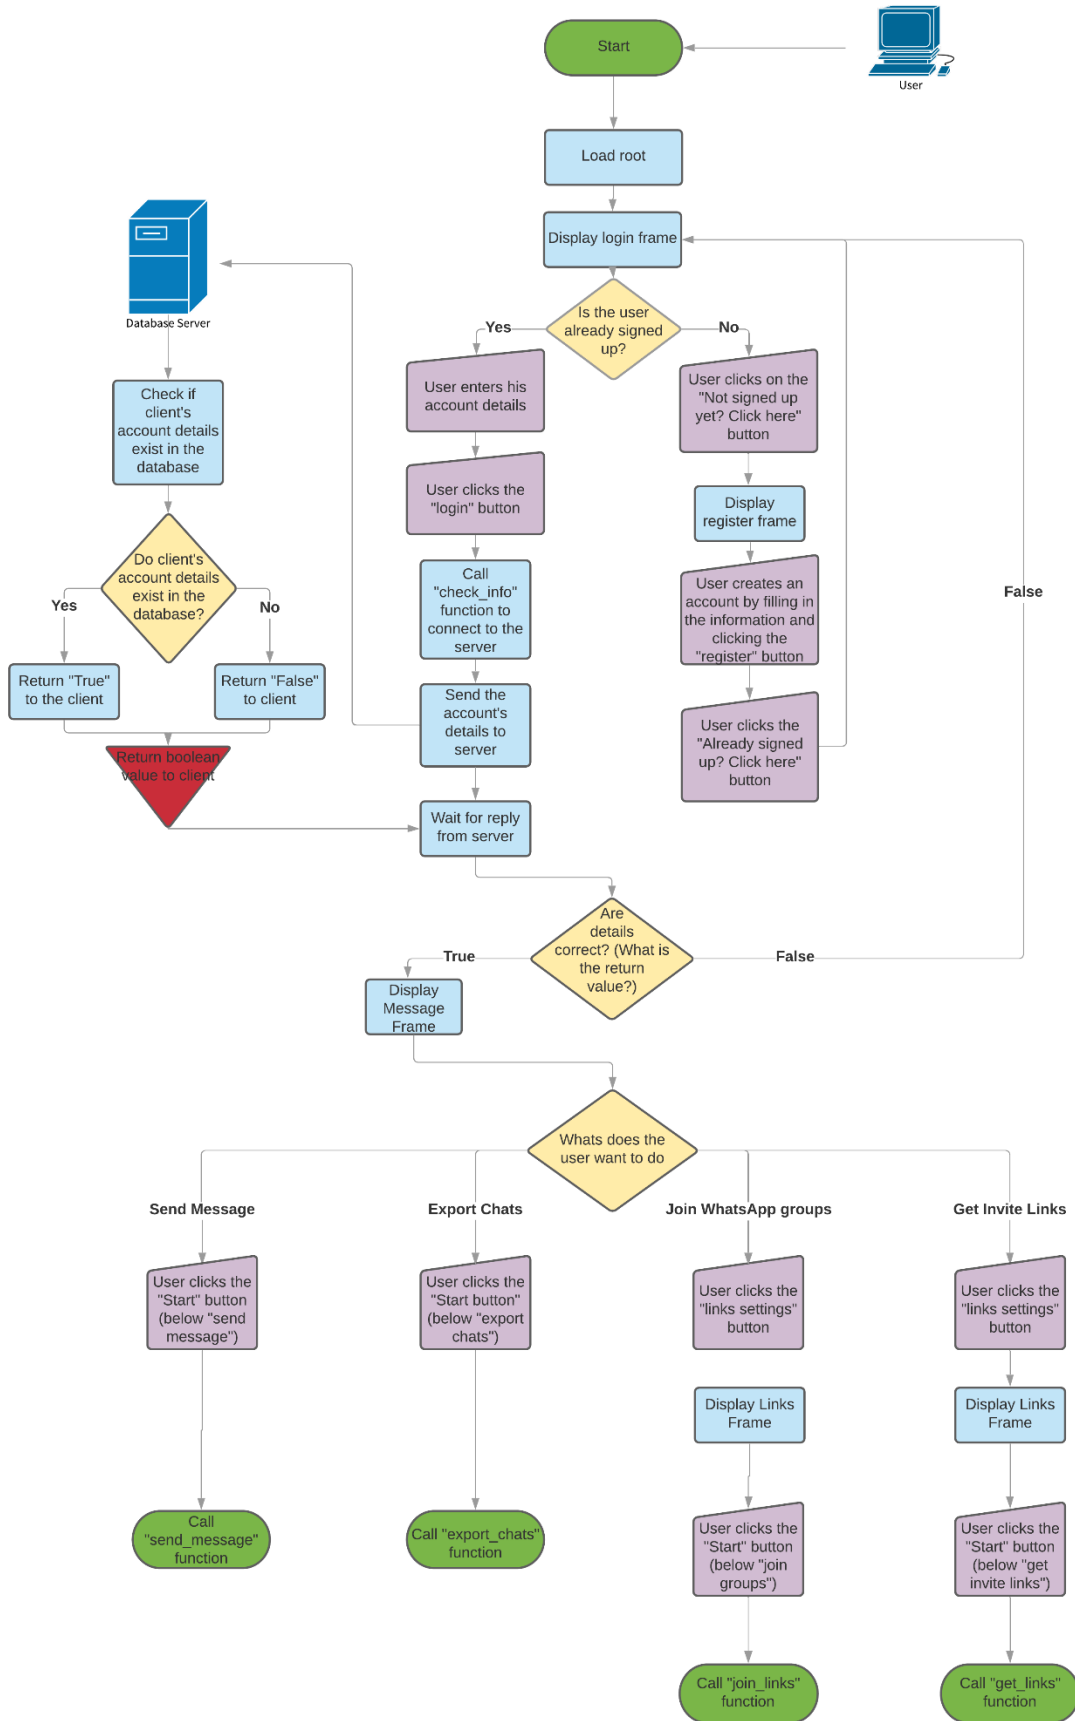 Start
User
Load root
Display login frame
Database Server
Is the user
already signed
up?
Yes
No
User enters his
account details
User clicks on the
"Not signed up
yet? Click here"
button
Check if
client's
account details
exist in the
database
User clicks the
"login" button
Display
register frame
Do client's
account details
exist in the
database?
Yes
No
Call
"check_info"
function to
connect to the
server
User creates an
account by filling in
the information and
clicking the
"register" button
False
Return "True"
to the client
Return "False"
to client
Send the
account's
details to
server
User clicks the
"Already signed
up? Click here"
button
Return boolean
value to client
Wait for reply
from server
Are
details
correct? (What is
the return
value?)
True
False
Display
Message
Frame
Whats does the
user want to do
Send Message
Export Chats
Join WhatsApp groups
Get Invite Links
User clicks the
"Start" button
(below "send
message")
User clicks the
"Start button"
(below "export
chats")
User clicks the
"links settings"
button
User clicks the
"links settings"
button
Display Links
Frame
Display Links
Frame
Call
"send_message"
function
Call "export_chats"
function
User clicks the
"Start" button
(below "join
groups")
User clicks the
"Start" button
(below "get
invite links")
Call "join_links"
function
Call "get_links"
function